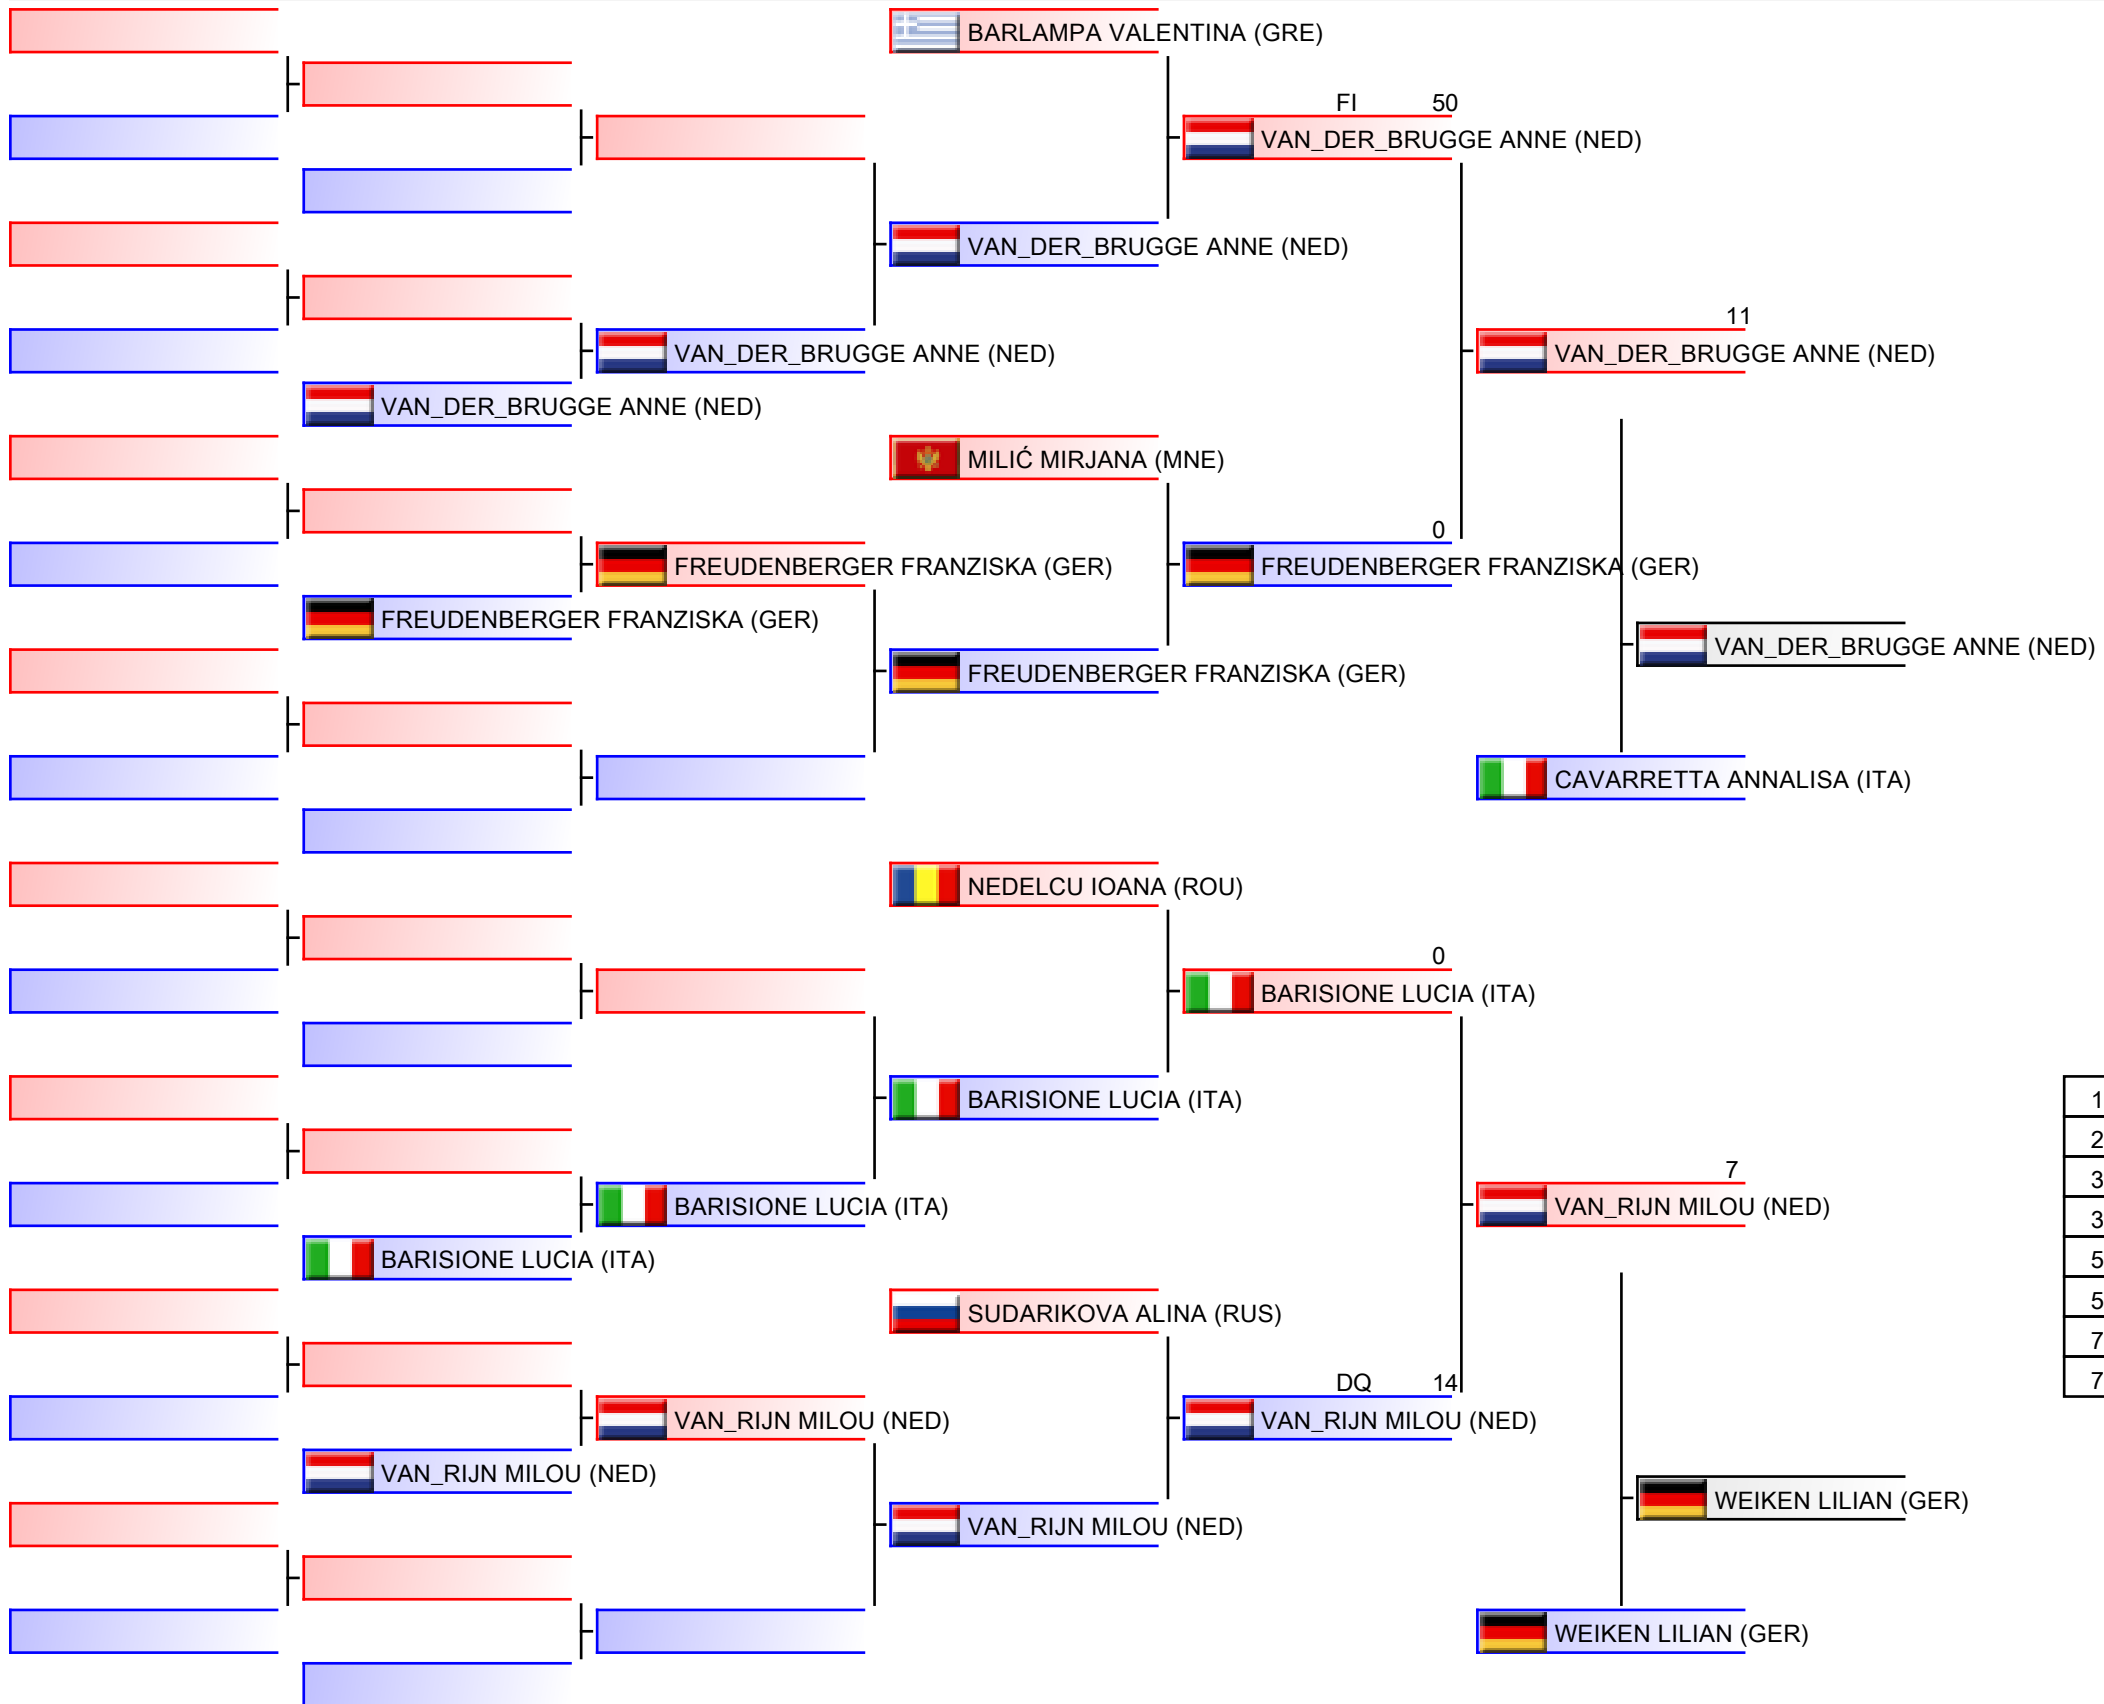 BARLAMPA VALENTINA (GRE)
FI 50
VAN_DER_BRUGGE ANNE (NED)
VAN_DER_BRUGGE ANNE (NED)
11
VAN_DER_BRUGGE ANNE (NED)
VAN_DER_BRUGGE ANNE (NED)
VAN_DER_BRUGGE ANNE (NED)
MILIĆ MIRJANA (MNE)
0
FREUDENBERGER FRANZISKA (GER)
FREUDENBERGER FRANZISKA (GER)
FREUDENBERGER FRANZISKA (GER)
VAN_DER_BRUGGE ANNE (NED)
FREUDENBERGER FRANZISKA (GER)
CAVARRETTA ANNALISA (ITA)
NEDELCU IOANA (ROU)
0
BARISIONE LUCIA (ITA)
BARISIONE LUCIA (ITA)
1
2
3
3
5
5
7
7
7
BARISIONE LUCIA (ITA)
VAN_RIJN MILOU (NED)
BARISIONE LUCIA (ITA)
SUDARIKOVA ALINA (RUS)
DQ 14
VAN_RIJN MILOU (NED)
VAN_RIJN MILOU (NED)
VAN_RIJN MILOU (NED)
WEIKEN LILIAN (GER)
VAN_RIJN MILOU (NED)
WEIKEN LILIAN (GER)